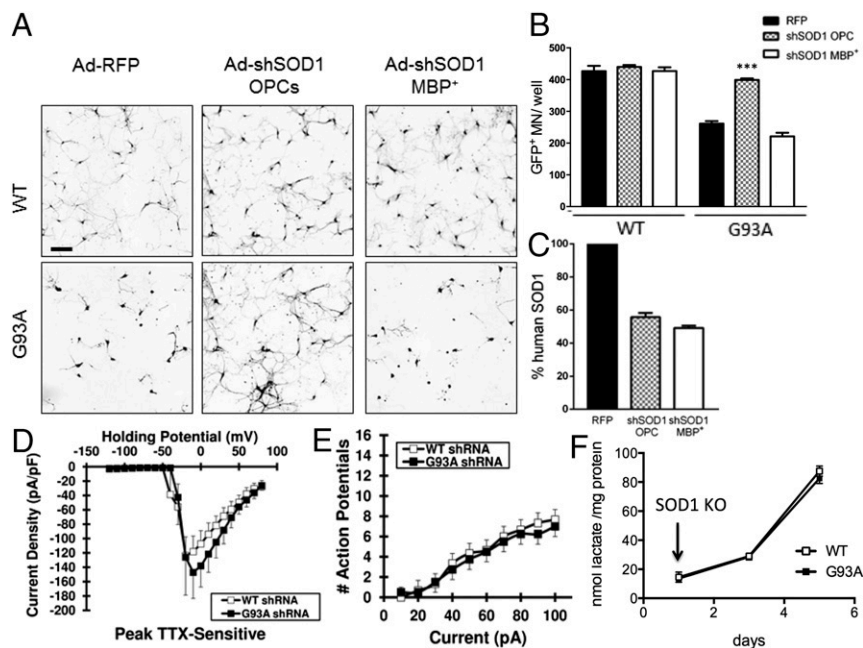 A
Ad-RFP
Ad-shSOD1
OPCs
Ad-shSOD1
MBP⁺
WT
G93A
B
RFP
shSOD1 OPC
shSOD1 MBP⁺
GFP⁺ MN/ well
500
400
300
200
100
0
***
WT
G93A
C
% human SOD1
100
80
60
40
20
0
RFP
shSOD1
OPC
shSOD1
MBP⁺
D
Holding Potential (mV)
-150 -100 -50 0 50 100
Current Density (pA/pF)
0
-20
-40
-60
-80
-100
-120
-140
-160
-180
-200
WT shRNA
G93A shRNA
Peak TTX-Sensitive
E
# Action Potentials
16
14
12
10
8
6
4
2
0
WT shRNA
G93A shRNA
0 20 40 60 80 100
Current (pA)
F
nmol lactate /mg protein
100
80
60
40
20
0
SOD1 KO
WT
G93A
0 2 4 6
days